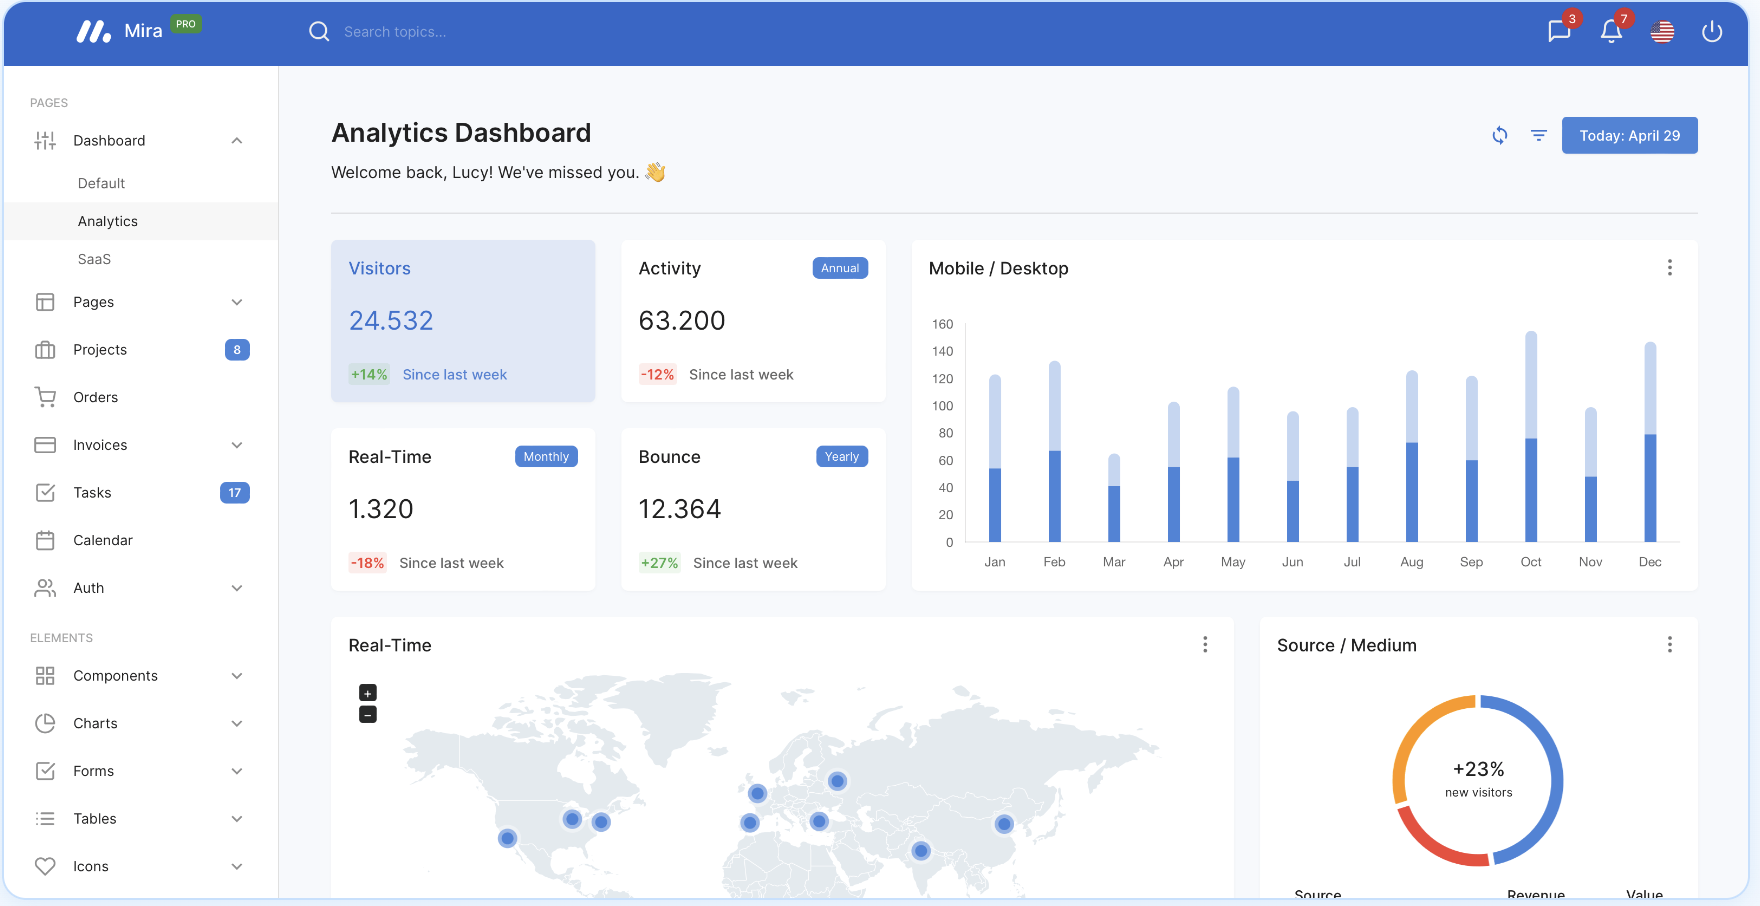 Mira PRO
Search topics...
3
7
PAGES
Dashboard
Default
Analytics
SaaS
Pages
Projects 8
Orders
Invoices
Tasks 17
Calendar
Auth
ELEMENTS
Components
Charts
Forms
Tables
Icons
Analytics Dashboard
Welcome back, Lucy! We've missed you. 👋
Today: April 29
Visitors
24.532
+14% Since last week
Activity Annual
63.200
-12% Since last week
Real-Time Monthly
1.320
-18% Since last week
Bounce Yearly
12.364
+27% Since last week
Mobile / Desktop
160
140
120
100
80
60
40
20
0
Jan Feb Mar Apr May Jun Jul Aug Sep Oct Nov Dec
Real-Time
+
−
Source / Medium
+23%
new visitors
Source Revenue Value